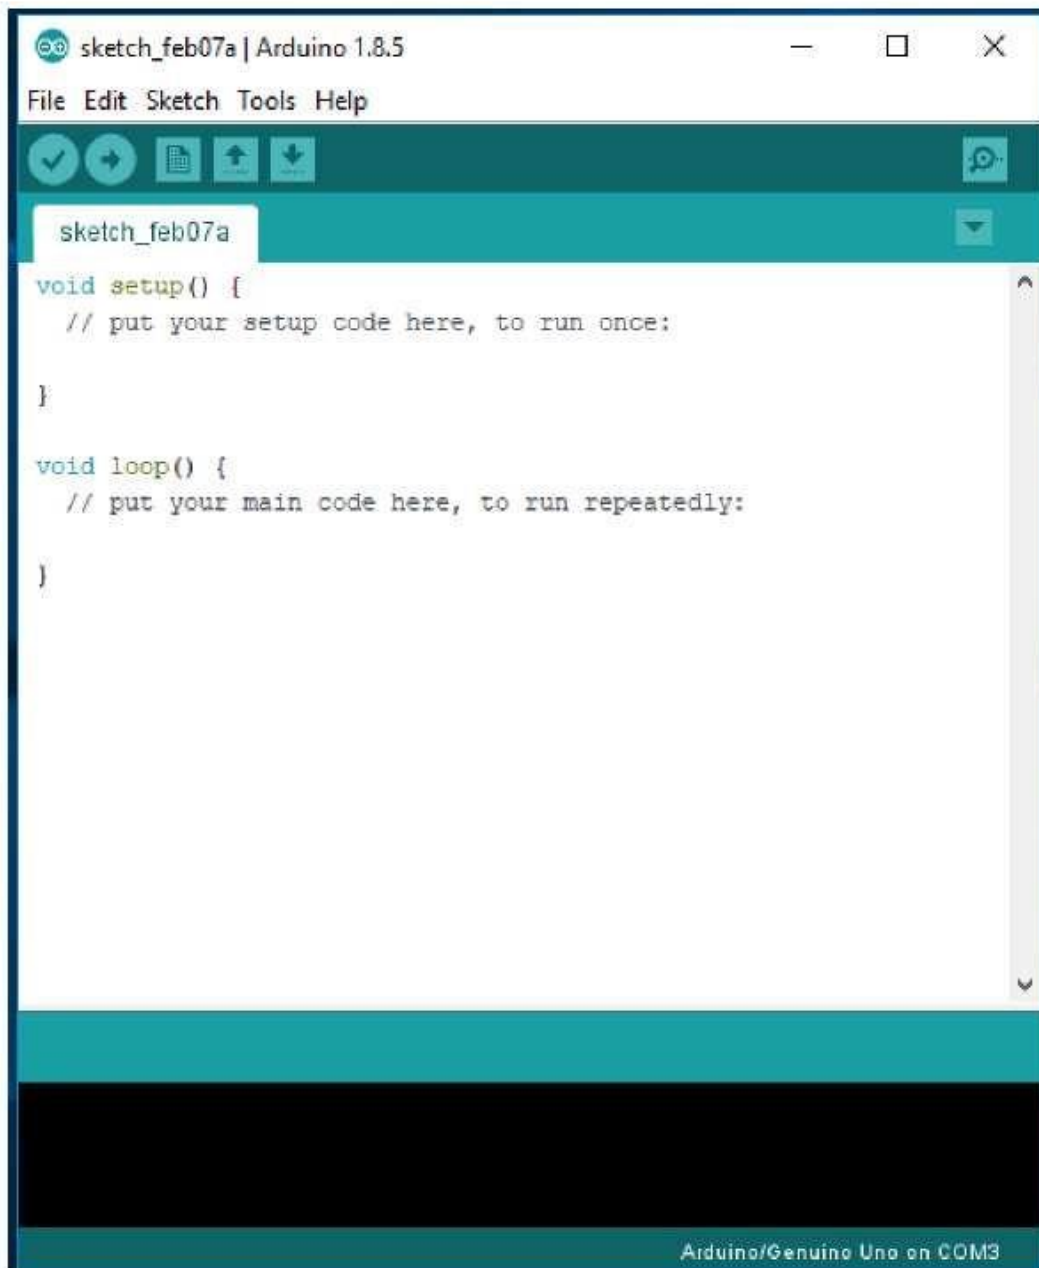 sketch_feb07a | Arduino 1.8.5
File Edit Sketch Tools Help
sketch_feb07a
void setup() {
  // put your setup code here, to run once:
}
void loop() {
  // put your main code here, to run repeatedly:
}
Arduino/Genuino Uno on COM3